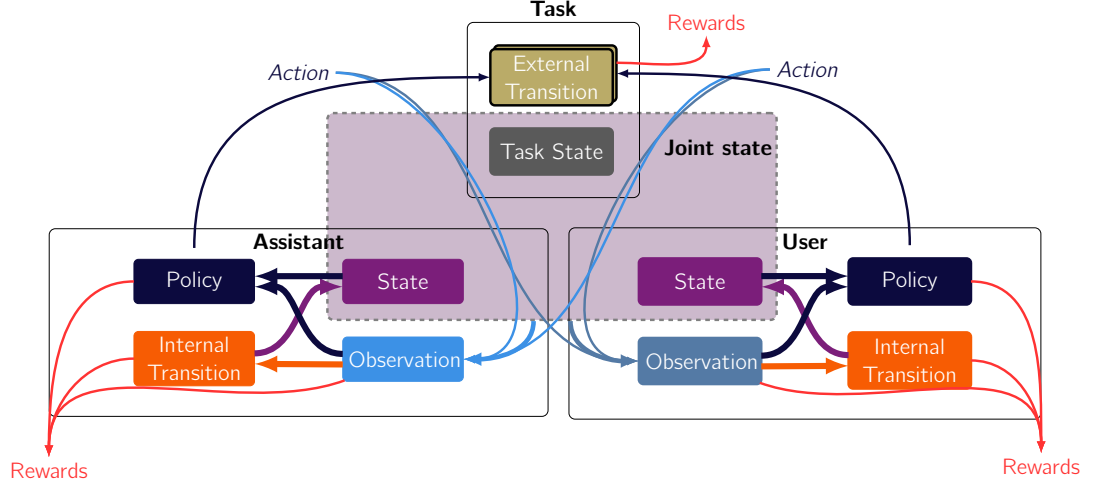 Task
Rewards
Action
External
Transition
Action
Task State
Joint state
Assistant
User
Policy
State
State
Policy
Internal
Transition
Observation
Observation
Internal
Transition
Rewards
Rewards